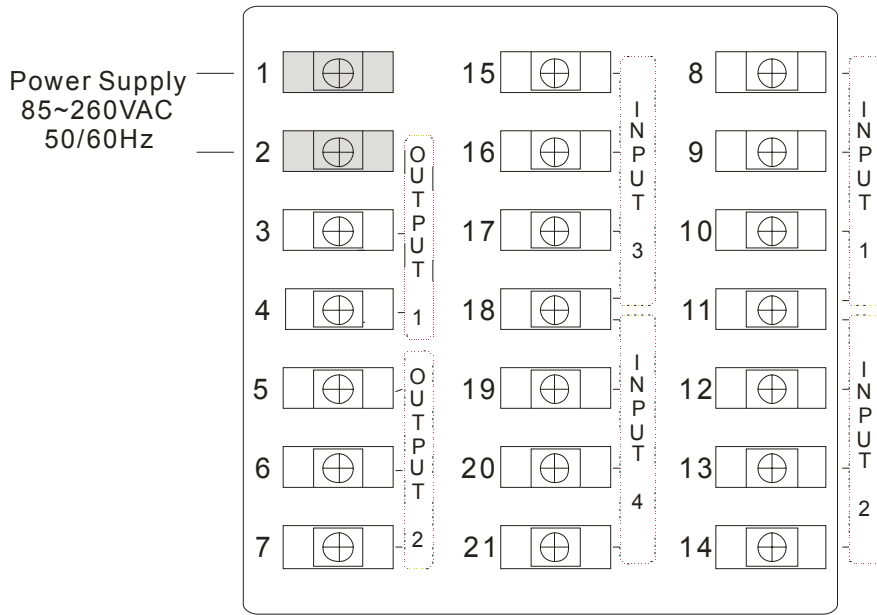 Power Supply
85~260VAC
50/60Hz
1
2
3
4
5
6
7
OUTPUT 1
OUTPUT 2
15
16
17
18
19
20
21
INPUT 3
INPUT 4
8
9
10
11
12
13
14
INPUT 1
INPUT 2